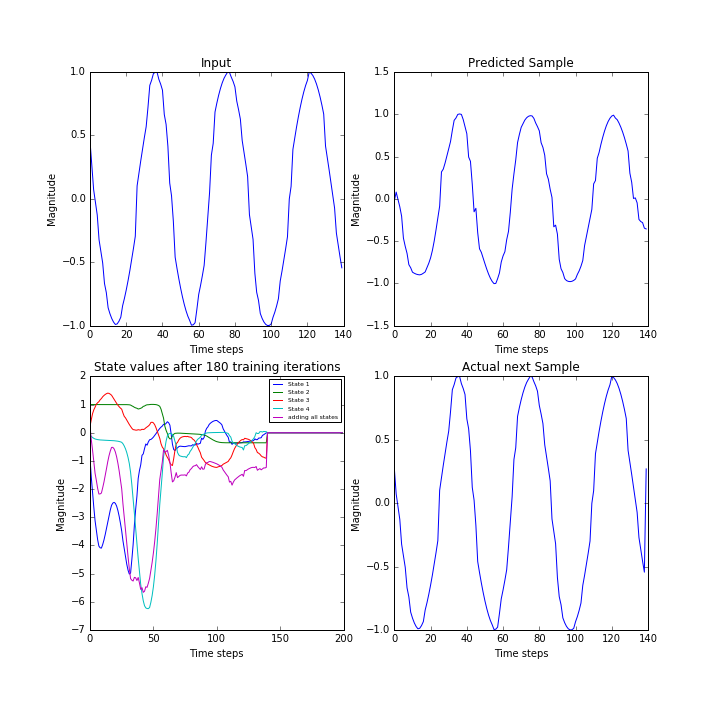 Input
1.0
0.5
0.0
−0.5
−1.0
Magnitude
0 20 40 60 80 100 120 140
Time steps
Predicted Sample
1.5
1.0
0.5
0.0
−0.5
−1.0
−1.5
Magnitude
0 20 40 60 80 100 120 140
Time steps
State values after 180 training iterations
2
1
0
−1
−2
−3
−4
−5
−6
−7
Magnitude
State 1
State 2
State 3
State 4
adding all states
0 50 100 150 200
Time steps
Actual next Sample
1.0
0.5
0.0
−0.5
−1.0
Magnitude
0 20 40 60 80 100 120 140
Time steps